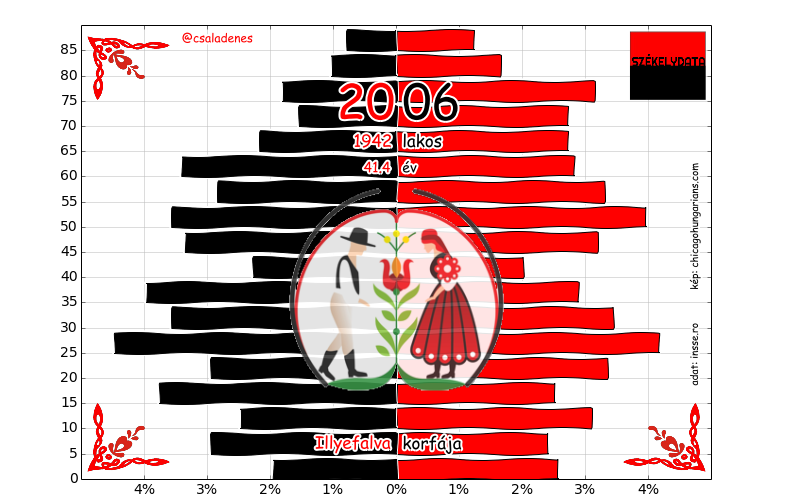 @csaladenes
SZÉKELYDATA
2006
1942 lakos
41,4 év
kép: chicagohungarians.com
adat: insse.ro
Illyefalva korfája
85
80
75
70
65
60
55
50
45
40
35
30
25
20
15
10
5
0
4% 3% 2% 1% 0% 1% 2% 3% 4%